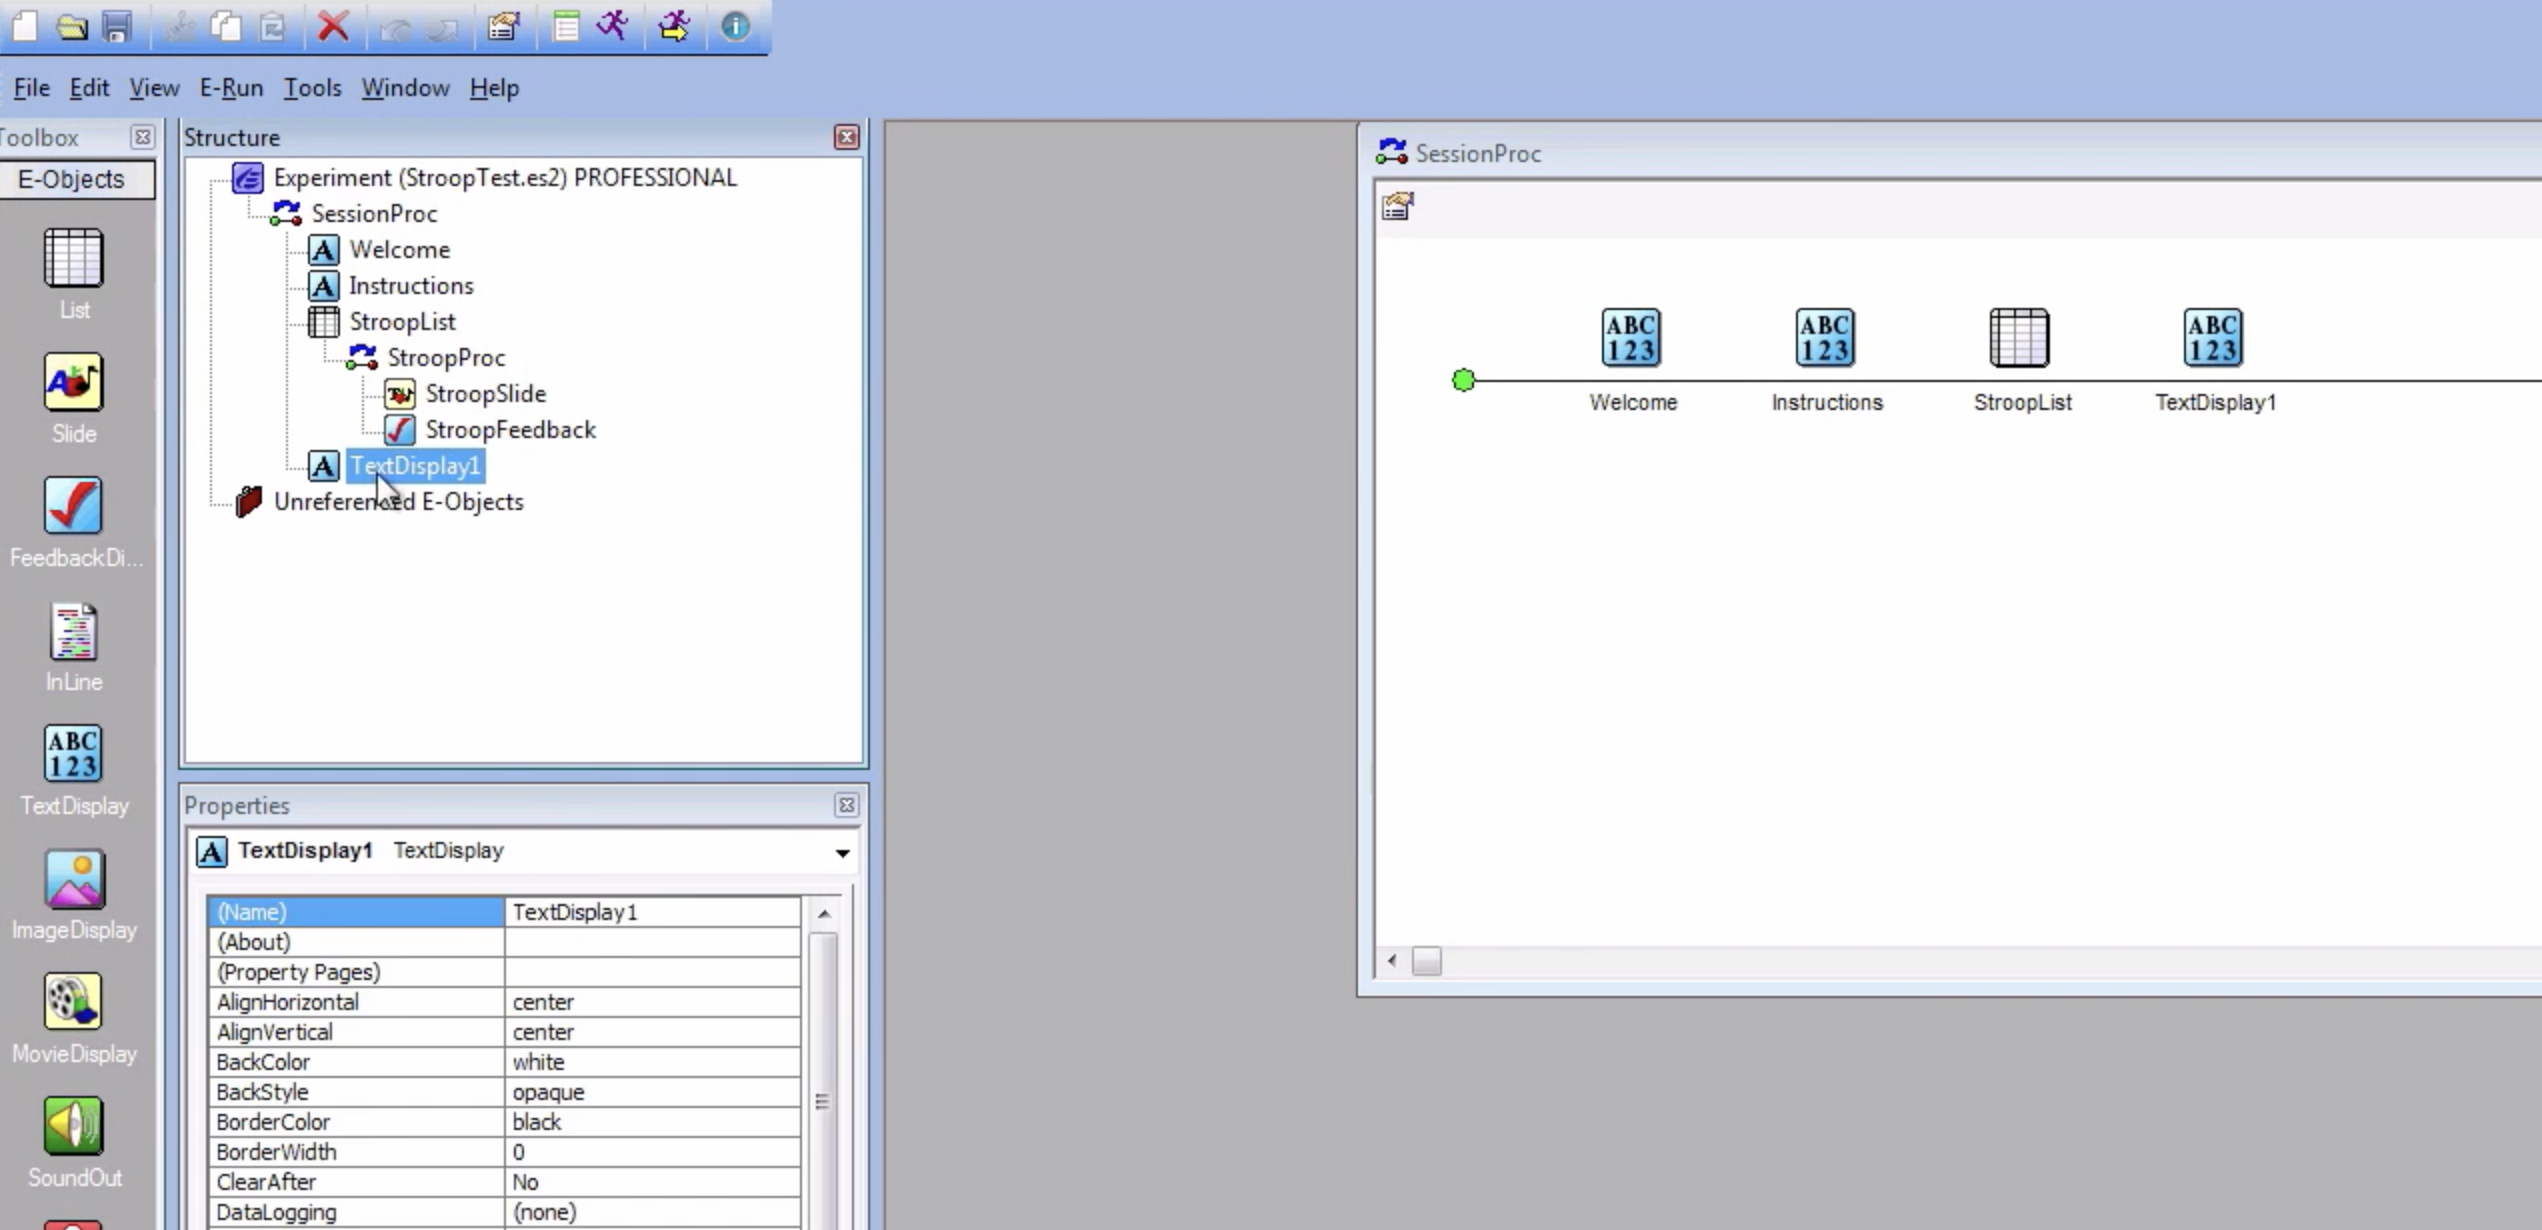 File Edit View E-Run Tools Window Help
Toolbox
E-Objects
List
Slide
FeedbackDi...
InLine
ABC
123
TextDisplay
ImageDisplay
MovieDisplay
SoundOut
Structure
Experiment (StroopTest.es2) PROFESSIONAL
SessionProc
Welcome
Instructions
StroopList
StroopProc
StroopSlide
StroopFeedback
TextDisplay1
Unreferenced E-Objects
Properties
TextDisplay1 TextDisplay
(Name) TextDisplay1
(About)
(Property Pages)
AlignHorizontal center
AlignVertical center
BackColor white
BackStyle opaque
BorderColor black
BorderWidth 0
ClearAfter No
DataLogging (none)
SessionProc
ABC 123 ABC 123 ABC 123
Welcome Instructions StroopList TextDisplay1